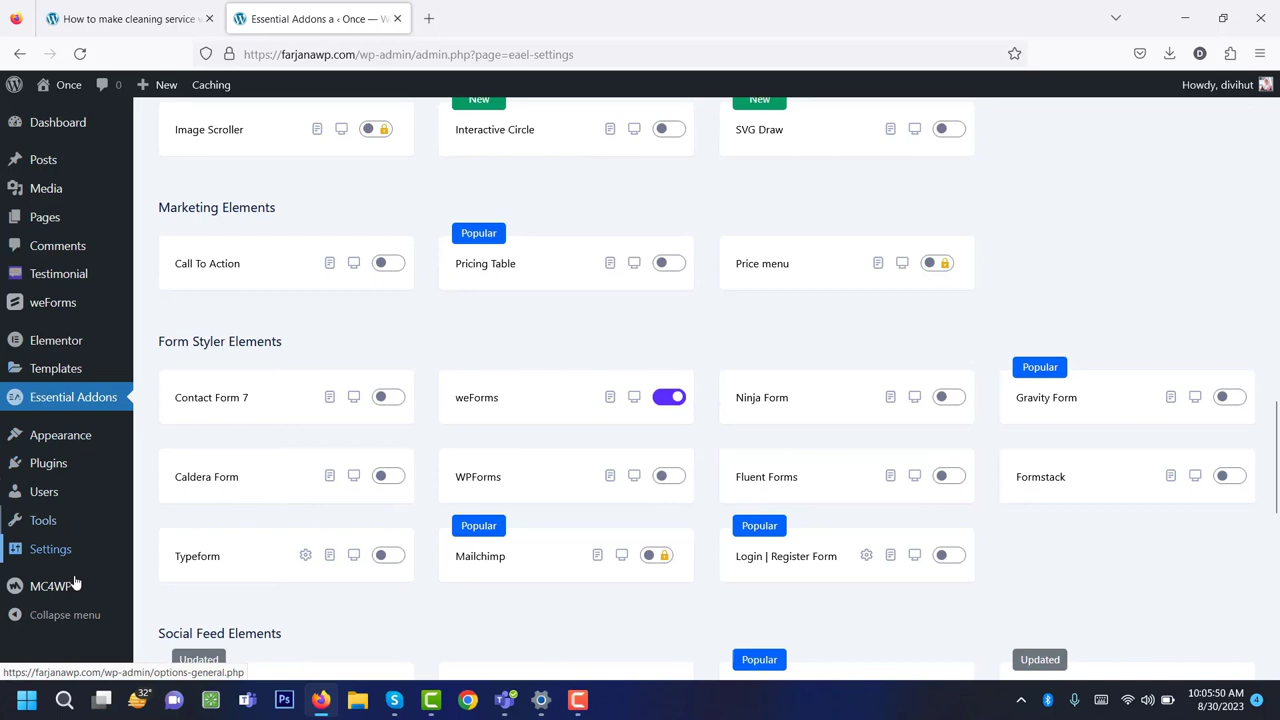 How to make cleaning service w
Essential Addons a ‹ Once — W
https://farjanawp.com/wp-admin/admin.php?page=eael-settings
Once
0
New
Caching
Howdy, divihut
Dashboard
Posts
Media
Pages
Comments
Testimonial
weForms
Elementor
Templates
Essential Addons
Appearance
Plugins
Users
Tools
Settings
MC4WP
Collapse menu
New
New
Image Scroller
Interactive Circle
SVG Draw
Marketing Elements
Popular
Call To Action
Pricing Table
Price menu
Form Styler Elements
Popular
Contact Form 7
weForms
Ninja Form
Gravity Form
Caldera Form
WPForms
Fluent Forms
Formstack
Popular
Popular
Typeform
Mailchimp
Login | Register Form
Social Feed Elements
Updated
Popular
Updated
https://farjanawp.com/wp-admin/options-general.php
32°
Ps
10:05:50 AM
8/30/2023
4